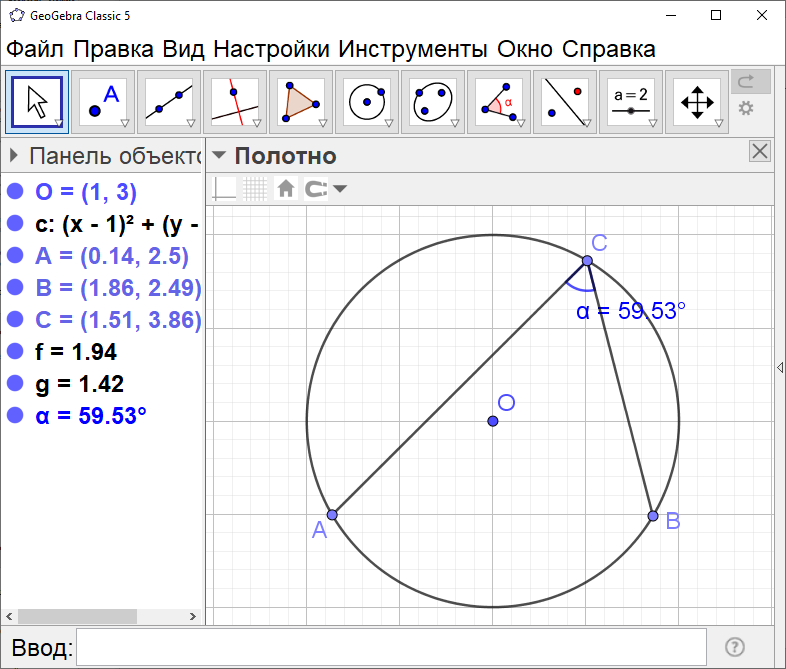 GeoGebra Classic 5
Файл Правка Вид Настройки Инструменты Окно Справка
A
α
a = 2
Панель объекто
Полотно
O = (1, 3)
c: (x - 1)² + (y -
A = (0.14, 2.5)
B = (1.86, 2.49)
C = (1.51, 3.86)
f = 1.94
g = 1.42
α = 59.53°
C
α = 59.53°
O
A
B
Ввод:
?